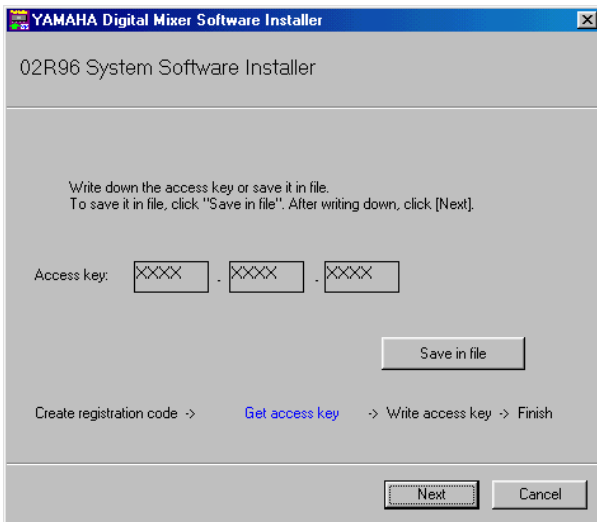 YAMAHA Digital Mixer Software Installer
02R96 System Software Installer
Write down the access key or save it in file.
To save it in file, click "Save in file". After writing down, click [Next].
Access key: XXXX . XXXX . XXXX
Save in file
Create registration code -> Get access key -> Write access key -> Finish
Next Cancel